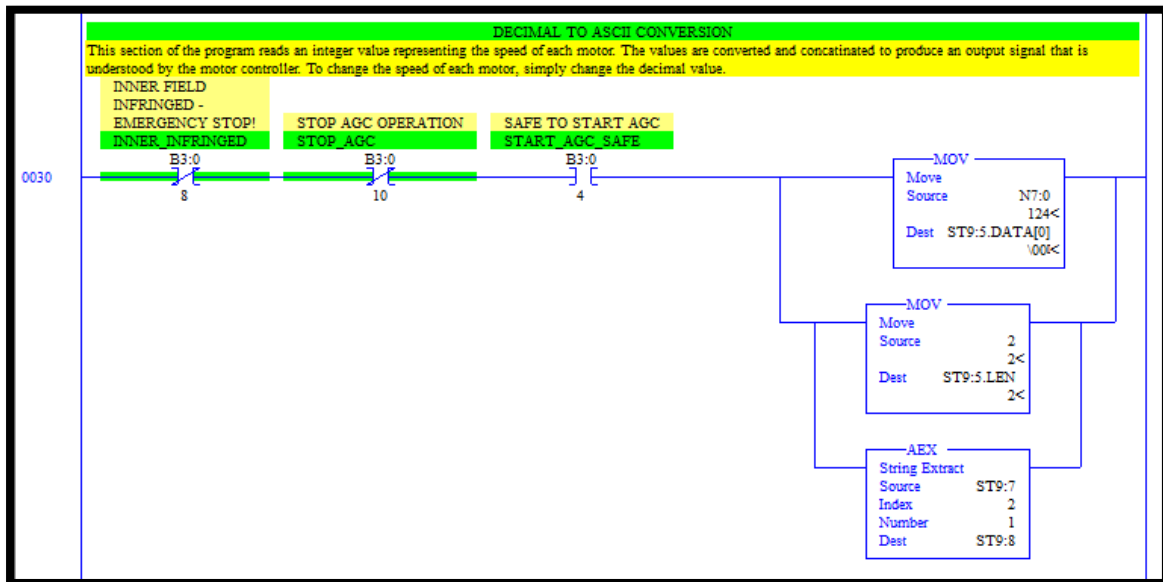 DECIMAL TO ASCII CONVERSION
This section of the program reads an integer value representing the speed of each motor. The values are converted and concatinated to produce an output signal that is
understood by the motor controller. To change the speed of each motor, simply change the decimal value.
INNER FIELD
INFRINGED -
EMERGENCY STOP!
INNER_INFRINGED
B3:0
8
STOP AGC OPERATION
STOP_AGC
B3:0
10
SAFE TO START AGC
START_AGC_SAFE
B3:0
4
0030
MOV
Move
Source N7:0
124<
Dest ST9:5.DATA[0]
MOV
Move
Source 2
2<
Dest ST9:5.LEN
2<
AEX
String Extract
Source ST9:7
Index 2
Number 1
Dest ST9:8